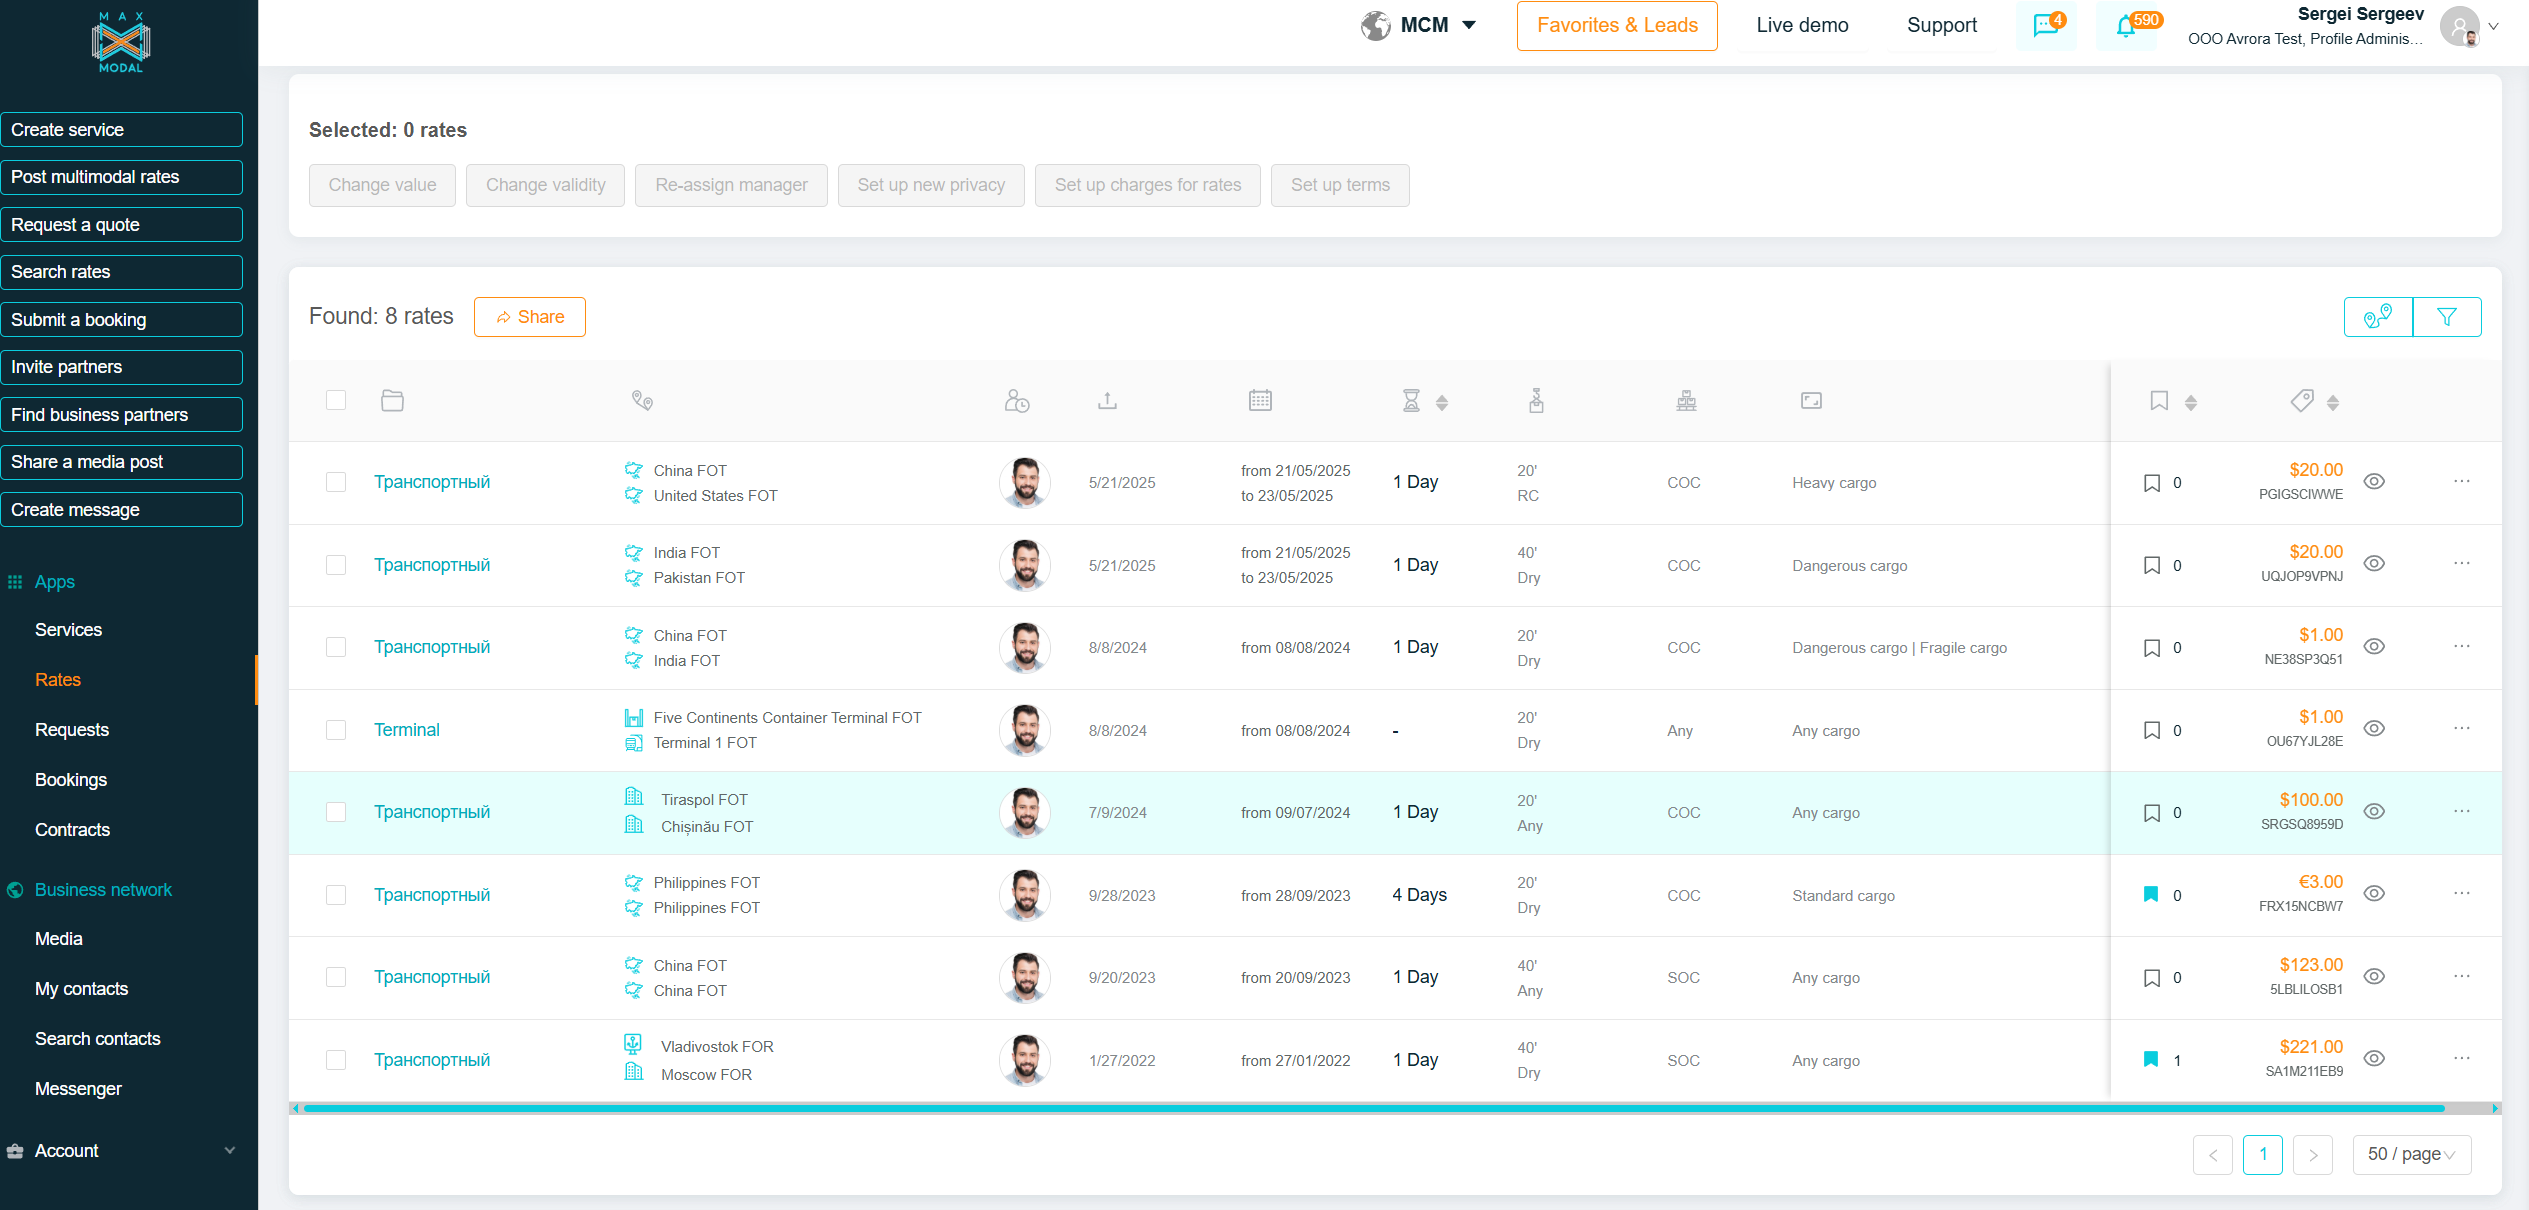 MAX
MODAL
MCM
Favorites & Leads
Live demo
Support
4
590
Sergei Sergeev
OOO Avrora Test, Profile Adminis...
Create service
Post multimodal rates
Request a quote
Search rates
Submit a booking
Invite partners
Find business partners
Share a media post
Create message
Apps
Services
Rates
Requests
Bookings
Contracts
Business network
Media
My contacts
Search contacts
Messenger
Account
Selected: 0 rates
Change value
Change validity
Re-assign manager
Set up new privacy
Set up charges for rates
Set up terms
Found: 8 rates
Share
Транспортный
China FOT
United States FOT
5/21/2025
from 21/05/2025
to 23/05/2025
1 Day
20'
RC
COC
Heavy cargo
0
$20.00
PGIGSCIWWE
Транспортный
India FOT
Pakistan FOT
5/21/2025
from 21/05/2025
to 23/05/2025
1 Day
40'
Dry
COC
Dangerous cargo
0
$20.00
UQJOP9VPNJ
Транспортный
China FOT
India FOT
8/8/2024
from 08/08/2024
1 Day
20'
Dry
COC
Dangerous cargo | Fragile cargo
0
$1.00
NE38SP3Q51
Terminal
Five Continents Container Terminal FOT
Terminal 1 FOT
8/8/2024
from 08/08/2024
-
20'
Dry
Any
Any cargo
0
$1.00
OU67YJL28E
Транспортный
Tiraspol FOT
Chișinău FOT
7/9/2024
from 09/07/2024
1 Day
20'
Any
COC
Any cargo
0
$100.00
SRGSQ8959D
Транспортный
Philippines FOT
Philippines FOT
9/28/2023
from 28/09/2023
4 Days
20'
Dry
COC
Standard cargo
0
€3.00
FRX15NCBW7
Транспортный
China FOT
China FOT
9/20/2023
from 20/09/2023
1 Day
40'
Any
SOC
Any cargo
0
$123.00
5LBLILOSB1
Транспортный
Vladivostok FOR
Moscow FOR
1/27/2022
from 27/01/2022
1 Day
40'
Dry
SOC
Any cargo
1
$221.00
SA1M211EB9
1
50 / page